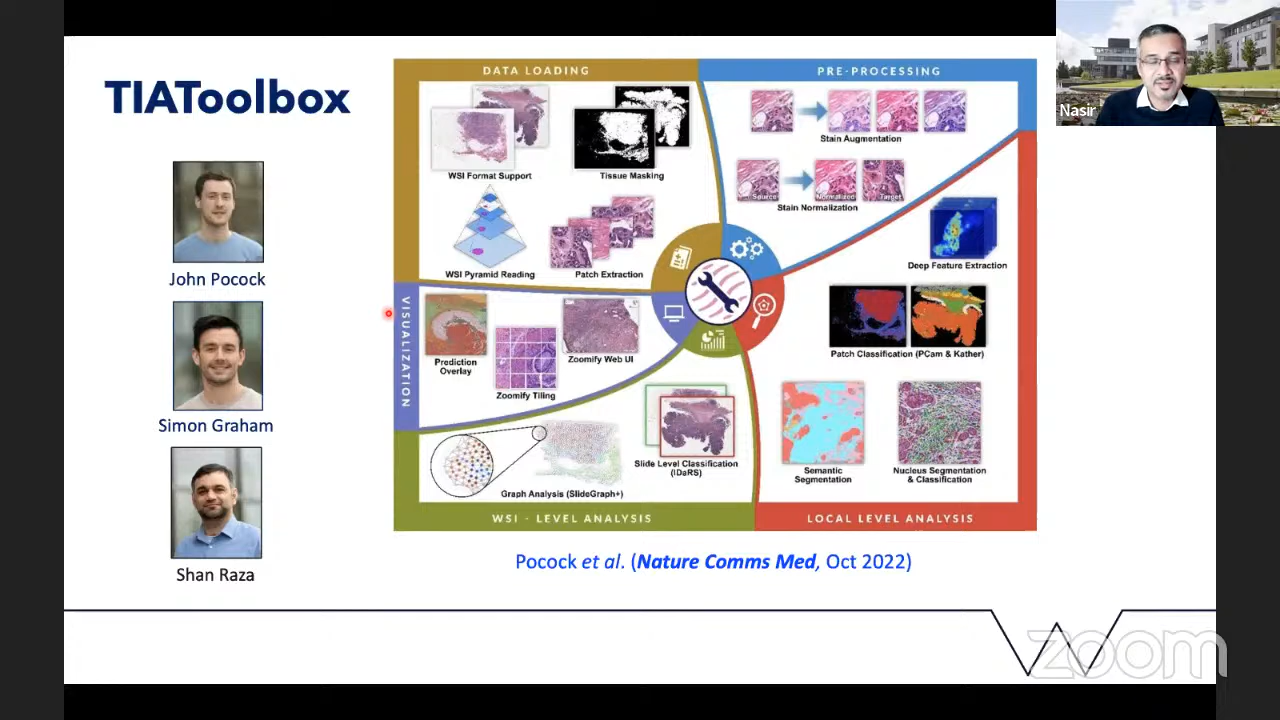 TIAToolbox
John Pocock
Simon Graham
Shan Raza
DATA LOADING
WSI Format Support
Tissue Masking
WSI Pyramid Reading
Patch Extraction
PRE-PROCESSING
Stain Augmentation
Source
Normalized
Target
Stain Normalization
Deep Feature Extraction
Patch Classification (PCam & Kather)
Semantic
Segmentation
Nucleus Segmentation
& Classification
LOCAL LEVEL ANALYSIS
VISUALIZATION
Prediction
Overlay
Zoomify Tiling
Zoomify Web UI
Graph Analysis (SlideGraph+)
Slide Level Classification
(IDaRS)
WSI - LEVEL ANALYSIS
Pocock et al. (Nature Comms Med, Oct 2022)
Nasir
zoom